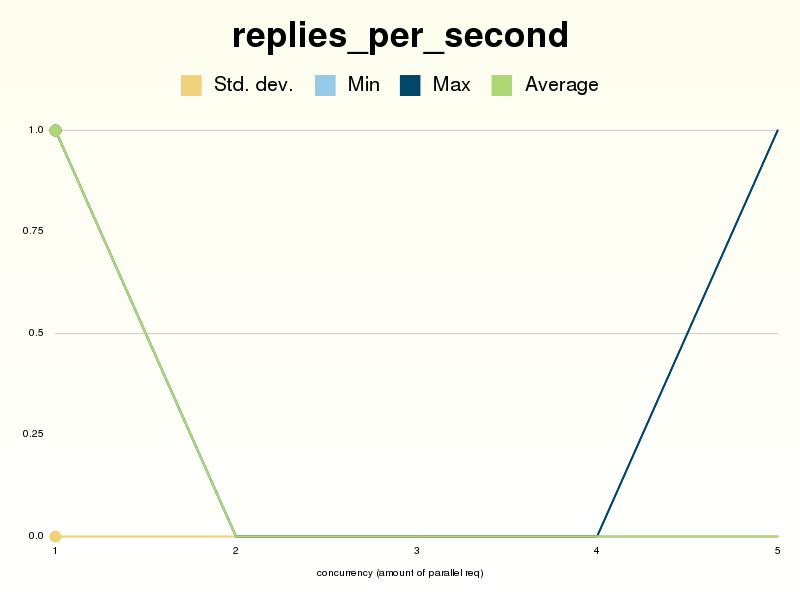 replies_per_second
Std. dev. Min Max Average
1.0
0.75
0.5
0.25
0.0
1 2 3 4 5
concurrency (amount of parallel req)